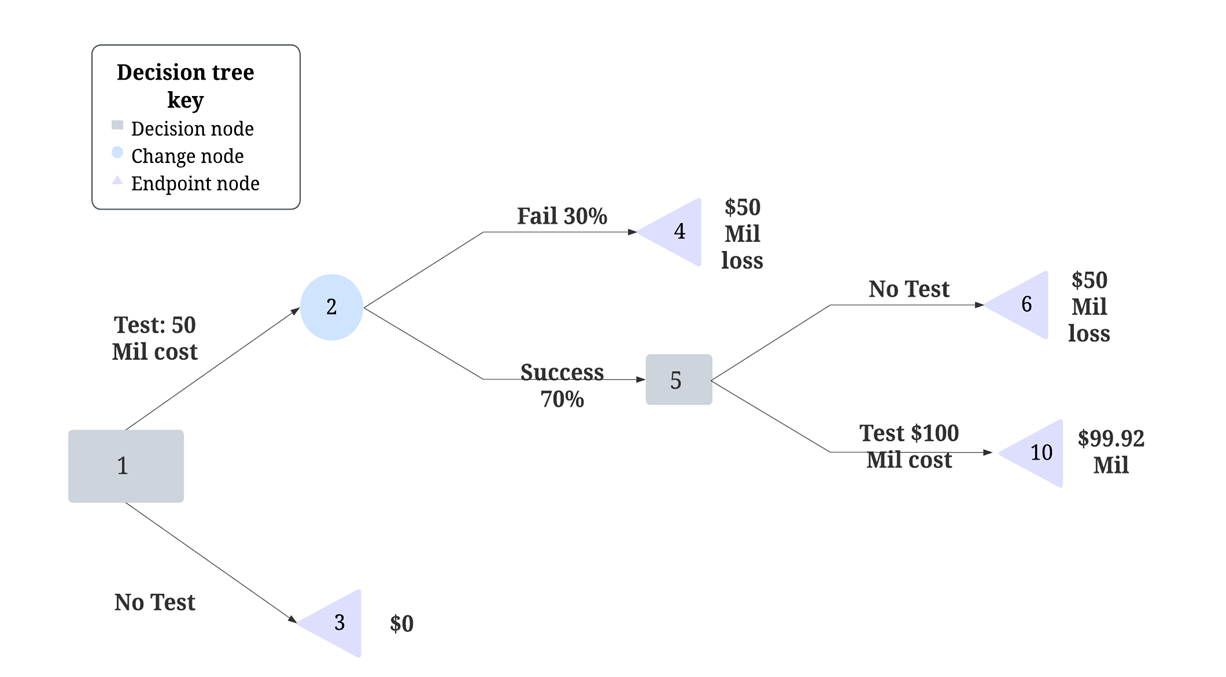 Decision tree
key
Decision node
Change node
Endpoint node
Fail 30%
4
$50
Mil
loss
No Test
6
$50
Mil
loss
2
Test: 50
Mil cost
Success
70%
5
Test $100
Mil cost
10
$99.92
Mil
1
No Test
3
$0